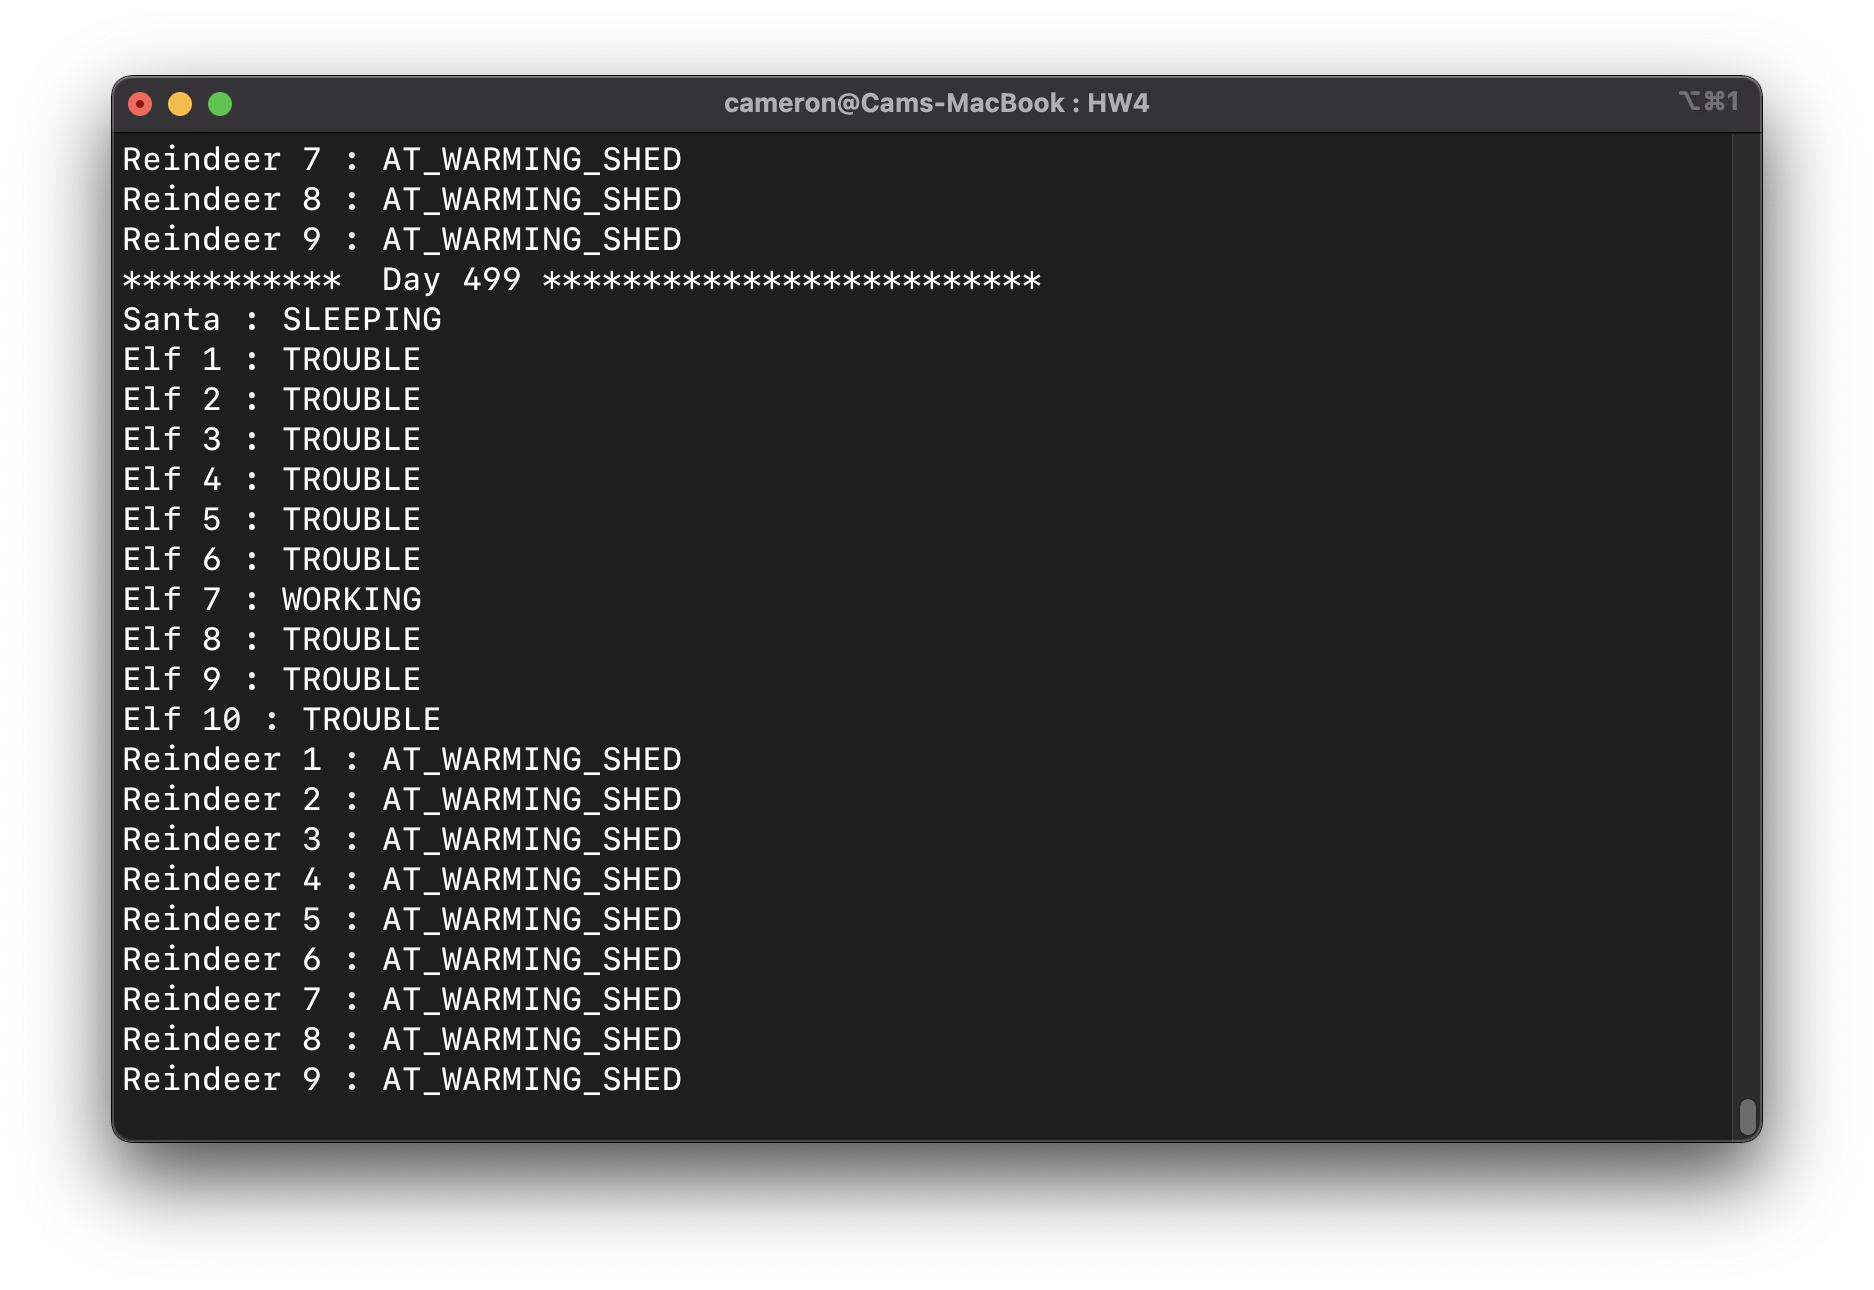 cameron@Cams-MacBook : HW4
⌥⌘1
Reindeer 7 : AT_WARMING_SHED
Reindeer 8 : AT_WARMING_SHED
Reindeer 9 : AT_WARMING_SHED
***********  Day 499 *************************
Santa : SLEEPING
Elf 1 : TROUBLE
Elf 2 : TROUBLE
Elf 3 : TROUBLE
Elf 4 : TROUBLE
Elf 5 : TROUBLE
Elf 6 : TROUBLE
Elf 7 : WORKING
Elf 8 : TROUBLE
Elf 9 : TROUBLE
Elf 10 : TROUBLE
Reindeer 1 : AT_WARMING_SHED
Reindeer 2 : AT_WARMING_SHED
Reindeer 3 : AT_WARMING_SHED
Reindeer 4 : AT_WARMING_SHED
Reindeer 5 : AT_WARMING_SHED
Reindeer 6 : AT_WARMING_SHED
Reindeer 7 : AT_WARMING_SHED
Reindeer 8 : AT_WARMING_SHED
Reindeer 9 : AT_WARMING_SHED